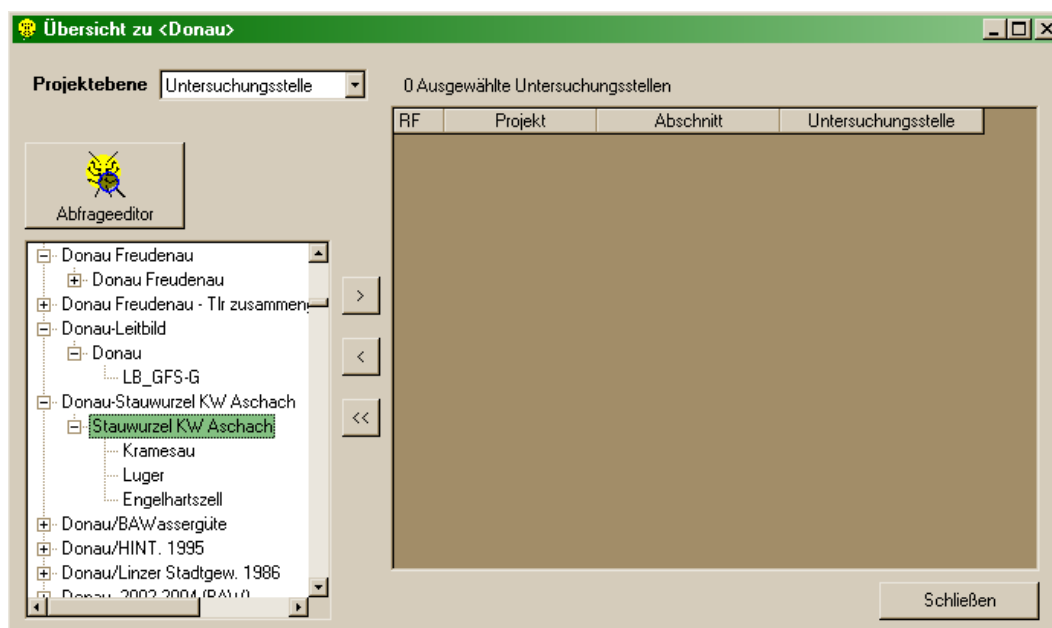 Übersicht zu <Donau>
Projektebene Untersuchungsstelle
0 Ausgewählte Untersuchungsstellen
RF Projekt Abschnitt Untersuchungsstelle
Abfrageeditor
Donau Freudenau
Donau Freudenau
Donau Freudenau - Tlr zusammen
Donau-Leitbild
Donau
LB_GFS-G
Donau-Stauwurzel KW Aschach
Stauwurzel KW Aschach
Kramesau
Luger
Engelhartszell
Donau/BAWassergüte
Donau/HINT. 1995
Donau/Linzer Stadtgew. 1986
>
<
<<
Schließen